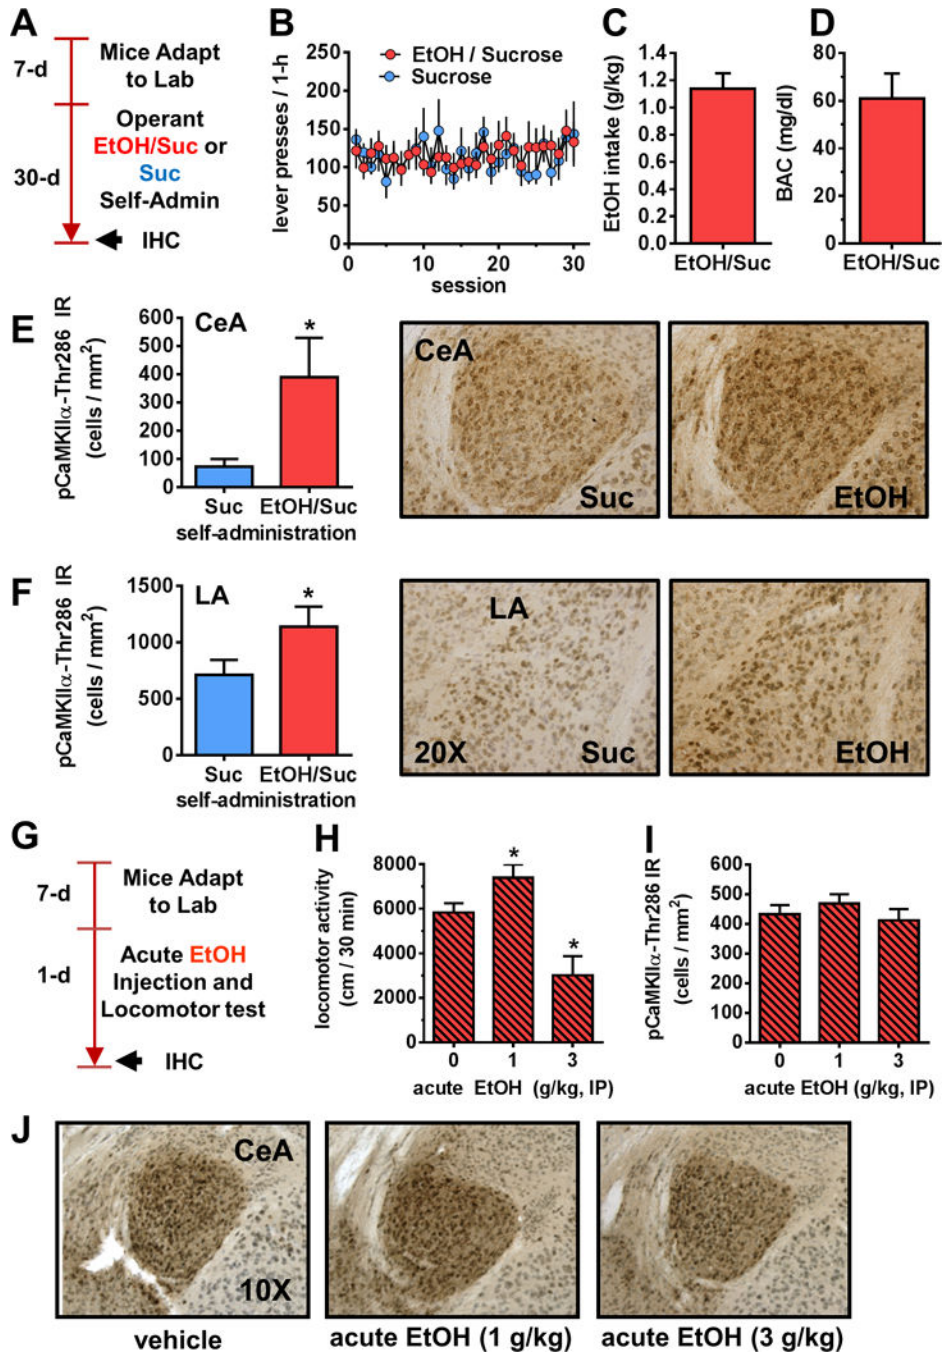 A
7-d
Mice Adapt
to Lab
30-d
Operant
EtOH/Suc or
Suc
Self-Admin
IHC
B
EtOH / Sucrose
Sucrose
lever presses / 1-h
250
200
150
100
50
0
0 10 20 30
session
C
EtOH intake (g/kg)
1.4
1.2
1.0
0.8
0.6
0.4
0.2
0.0
EtOH/Suc
D
BAC (mg/dl)
80
60
40
20
0
EtOH/Suc
E
pCaMKIIα-Thr286 IR
(cells / mm²)
600
500
400
300
200
100
0
CeA
*
Suc EtOH/Suc
self-administration
CeA
Suc
EtOH
F
pCaMKIIα-Thr286 IR
(cells / mm²)
1500
1000
500
0
LA
*
Suc EtOH/Suc
self-administration
LA
20X
Suc
EtOH
G
7-d
Mice Adapt
to Lab
1-d
Acute EtOH
Injection and
Locomotor test
IHC
H
locomotor activity
(cm / 30 min)
8000
6000
4000
2000
0
*
*
0 1 3
acute EtOH (g/kg, IP)
I
pCaMKIIα-Thr286 IR
(cells / mm²)
600
500
400
300
200
100
0
0 1 3
acute EtOH (g/kg, IP)
J
CeA
10X
vehicle
acute EtOH (1 g/kg)
acute EtOH (3 g/kg)